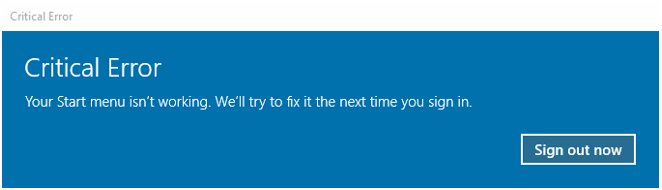 Critical Error
Critical Error
Your Start menu isn't working. We'll try to fix it the next time you sign in.
Sign out now